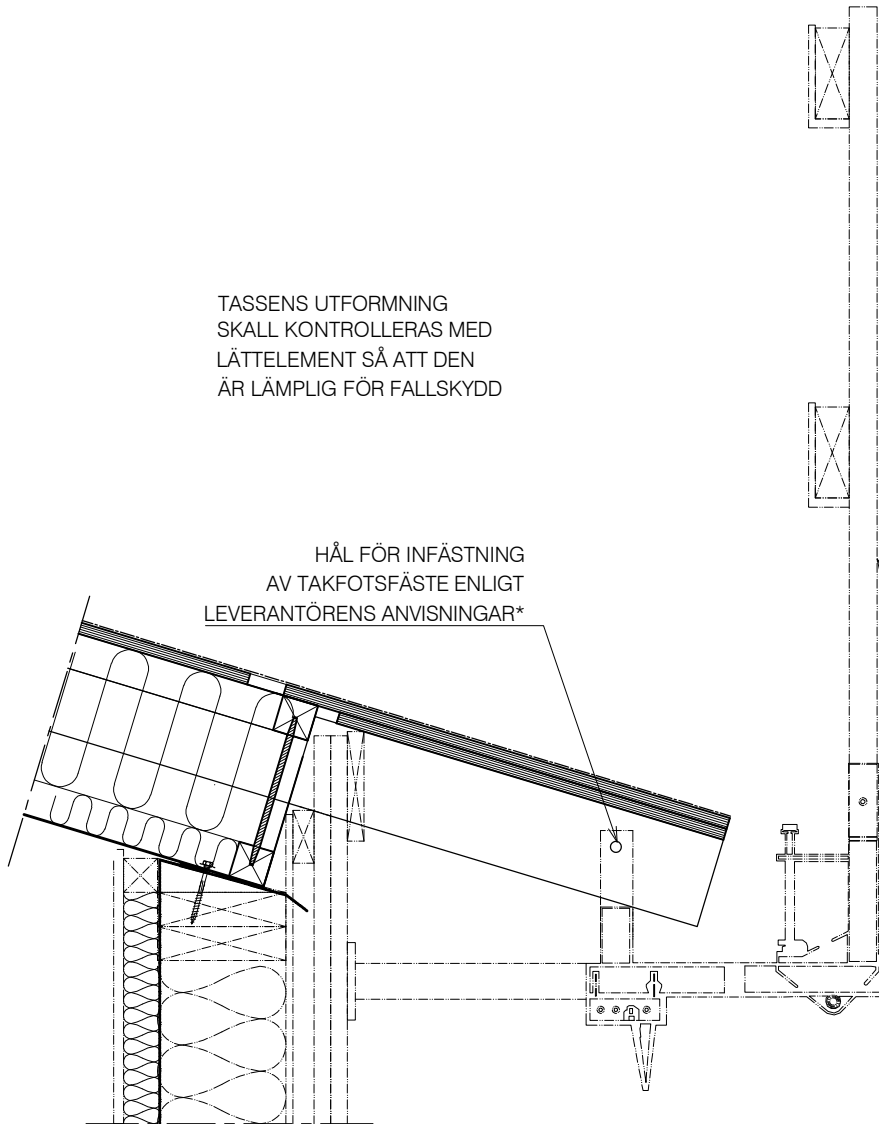 TASSENS UTFORMNING
SKALL KONTROLLERAS MED
LÄTTELEMENT SÅ ATT DEN
ÄR LÄMPLIG FÖR FALLSKYDD
HÅL FÖR INFÄSTNING
AV TAKFOTSFÄSTE ENLIGT
LEVERANTÖRENS ANVISNINGAR*